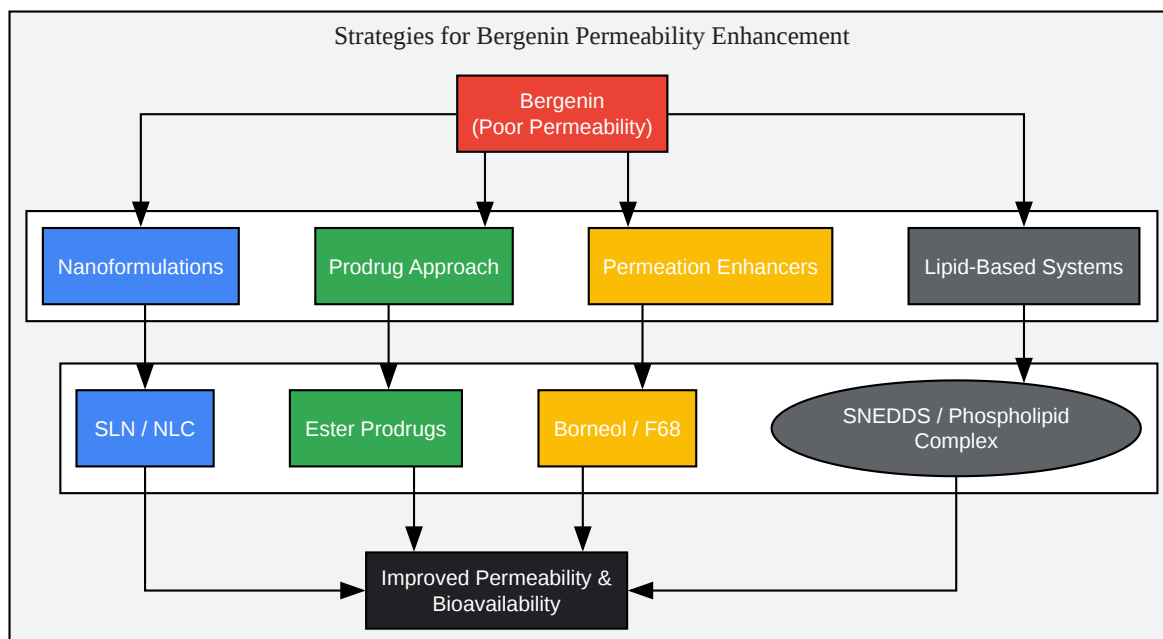 Strategies for Bergenin Permeability Enhancement
Bergenin
(Poor Permeability)
Nanoformulations
Prodrug Approach
Permeation Enhancers
Lipid-Based Systems
SLN / NLC
Ester Prodrugs
Borneol / F68
SNEDDS / Phospholipid
Complex
Improved Permeability &
Bioavailability